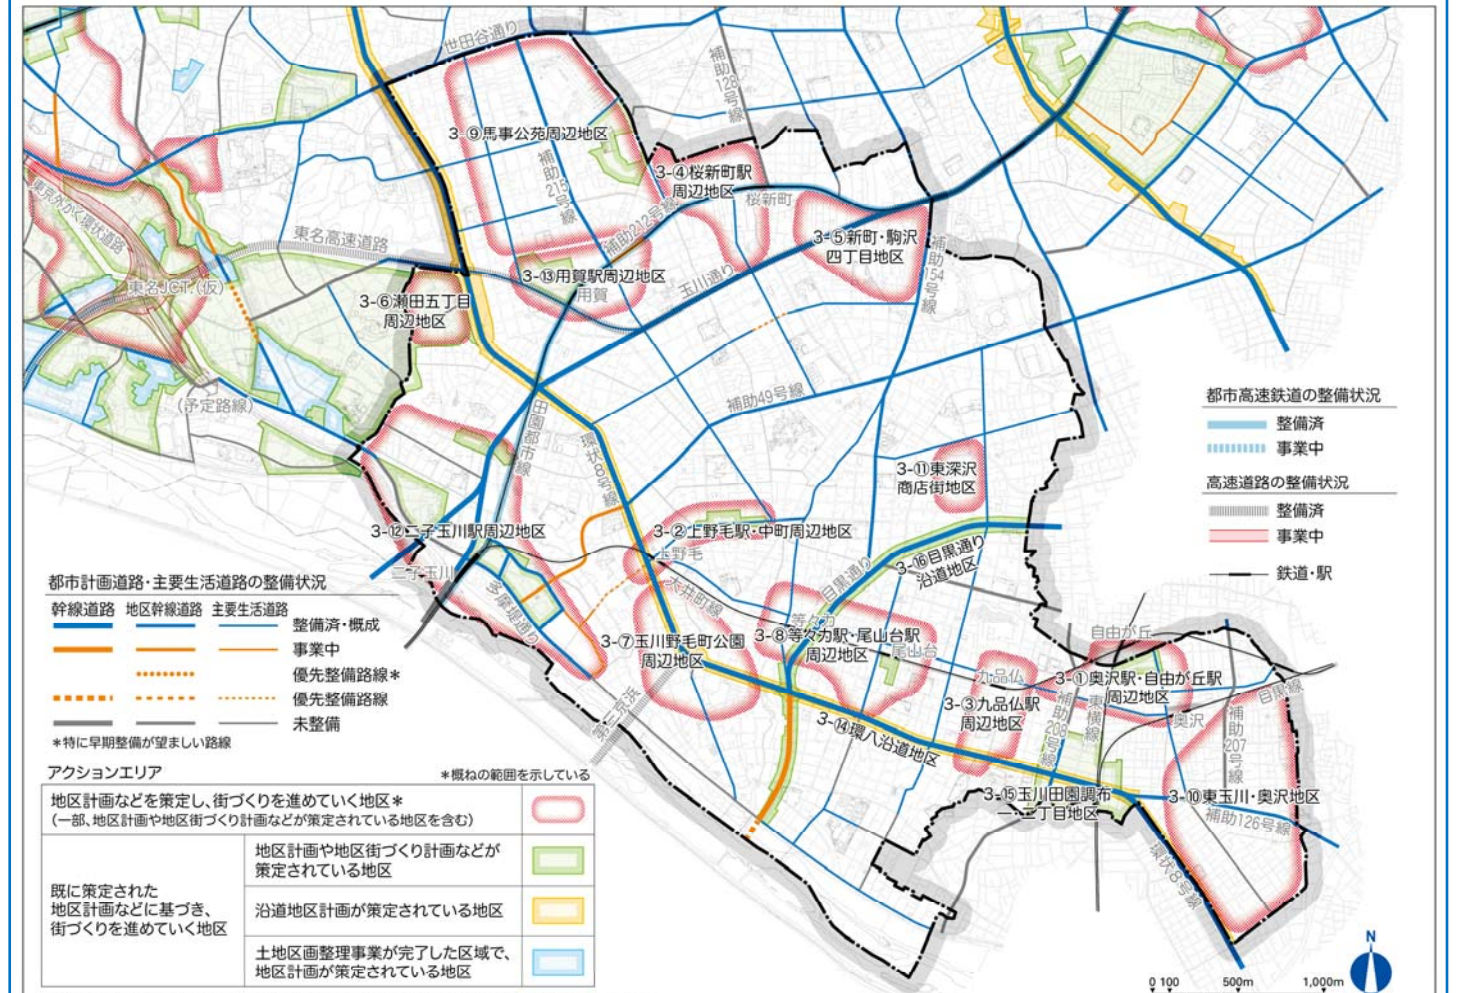 世田谷通り
補助128号線
3-⑨馬事公苑周辺地区
補助215号線
3-④桜新町駅
周辺地区
桜新町
東京外かく環状道路
東名高速道路
補助212号線
3-⑤新町・駒沢
四丁目地区
補助154号線
3-⑬用賀駅周辺地区
用賀
玉川通り
東名JCT.(仮)
3-⑥瀬田五丁目
周辺地区
(予定路線)
田園都市線
環状8号線
補助49号線
3-⑪東深沢
商店街地区
3-⑫二子玉川駅周辺地区
二子玉川
3-②上野毛駅・中町周辺地区
上野毛
3-⑯目黒通り
沿道地区
目黒通り
大井町線
多摩堤通り
等々力
3-⑦玉川野毛町公園
周辺地区
3-⑧等々力駅・尾山台駅
周辺地区
尾山台
自由が丘
九品仏
3-①奥沢駅・自由が丘駅
周辺地区
奥沢
目黒線
3-③九品仏駅
周辺地区
補助208号線
東横線
補助207号線
第三京浜
3-⑭環八沿道地区
3-⑮玉川田園調布
一・二丁目地区
3-⑩東玉川・奥沢地区
補助126号線
環状8号線
都市高速鉄道の整備状況
整備済
事業中
高速道路の整備状況
整備済
事業中
鉄道・駅
都市計画道路・主要生活道路の整備状況
幹線道路 地区幹線道路 主要生活道路
整備済・概成
事業中
優先整備路線*
優先整備路線
未整備
*特に早期整備が望ましい路線
アクションエリア
*概ねの範囲を示している
地区計画などを策定し、街づくりを進めていく地区*
(一部、地区計画や地区街づくり計画などが策定されている地区を含む)
既に策定された
地区計画などに基づき、
街づくりを進めていく地区
地区計画や地区街づくり計画などが
策定されている地区
沿道地区計画が策定されている地区
土地区画整理事業が完了した区域で、
地区計画が策定されている地区
N
0 100 500m 1,000m